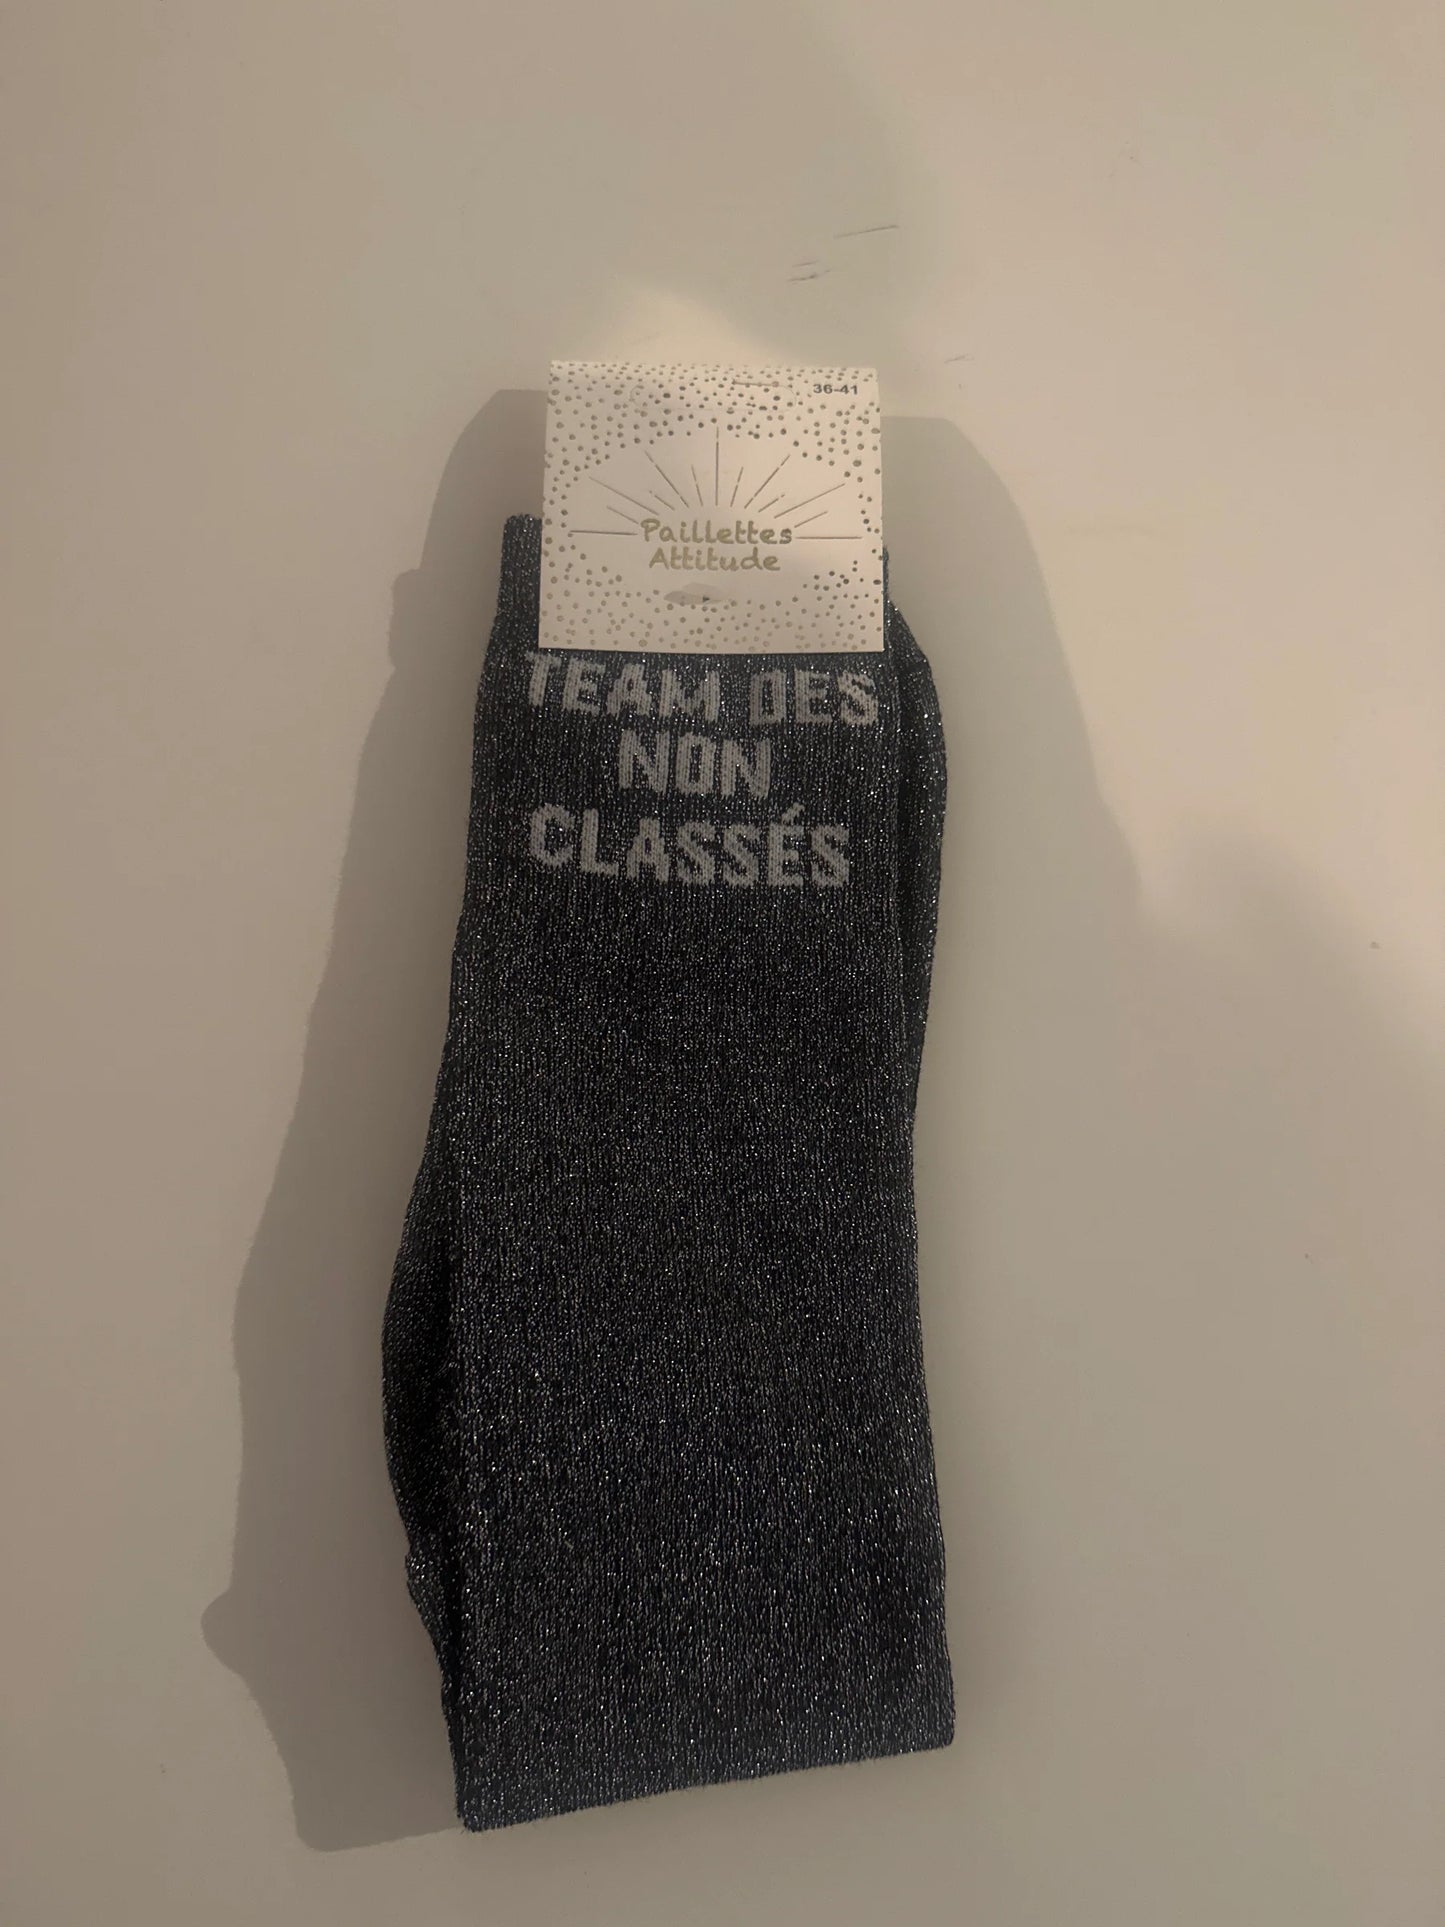 36-41
Paillettes
Attitude
TEAM DES
NON
CLASSÉS